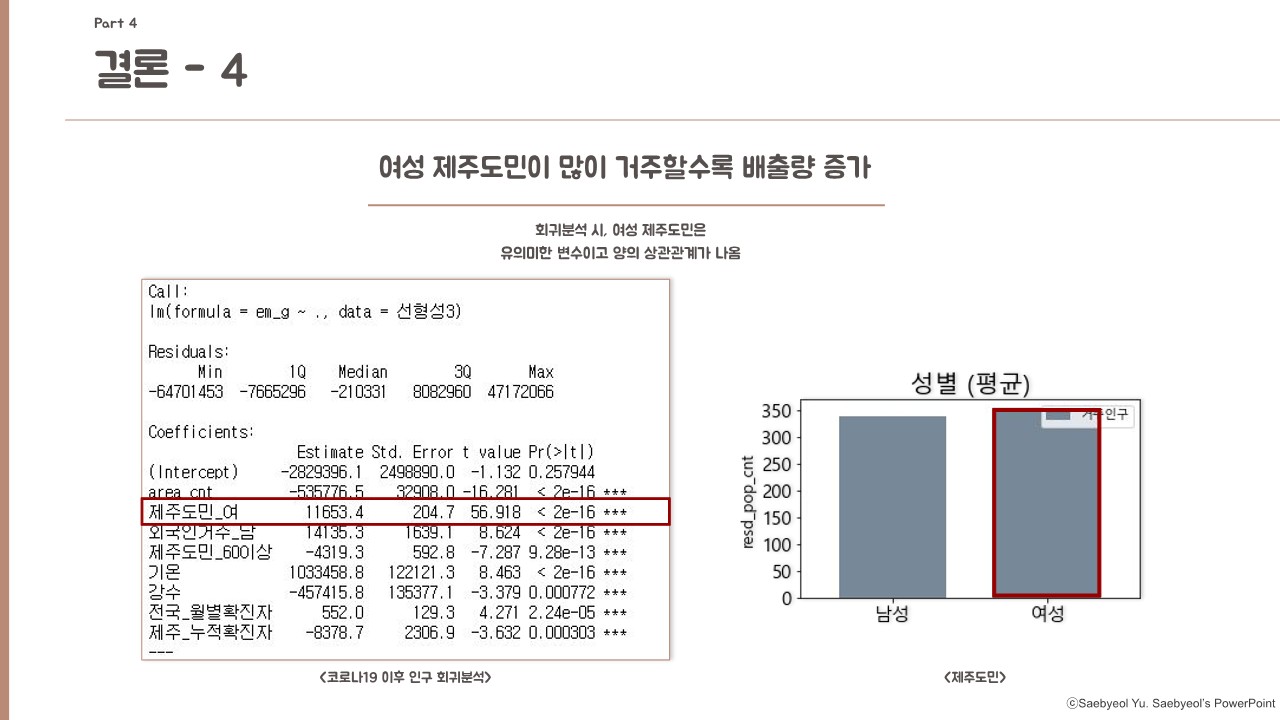 Part 4
결론 - 4
여성 제주도민이 많이 거주할수록 배출량 증가
회귀분석 시, 여성 제주도민은
유의미한 변수이고 양의 상관관계가 나옴
Call:
lm(formula = em_g ~ ., data = 선형성3)
Residuals:
Min 1Q Median 3Q Max
-64701453 -7665296 -210331 8082960 47172066
Coefficients:
Estimate Std. Error t value Pr(>|t|)
(Intercept) -2829396.1 2498890.0 -1.132 0.257944
area_cnt -535776.5 32908.0 -16.281 < 2e-16 ***
제주도민_여 11653.4 204.7 56.918 < 2e-16 ***
외국인거주_남 14135.3 1639.1 8.624 < 2e-16 ***
제주도민_60이상 -4319.3 592.8 -7.287 9.28e-13 ***
기온 1033458.8 122121.3 8.463 < 2e-16 ***
강수 -457415.8 135377.1 -3.379 0.000772 ***
전국_월별확진자 552.0 129.3 4.271 2.24e-05 ***
제주_누적확진자 -8378.7 2306.9 -3.632 0.000303 ***
---
<코로나19 이후 인구 회귀분석>
성별 (평균)
거주인구
350
300
250
200
150
100
50
0
resd_pop_cnt
남성 여성
<제주도민>
ⓒSaebyeol Yu. Saebyeol's PowerPoint